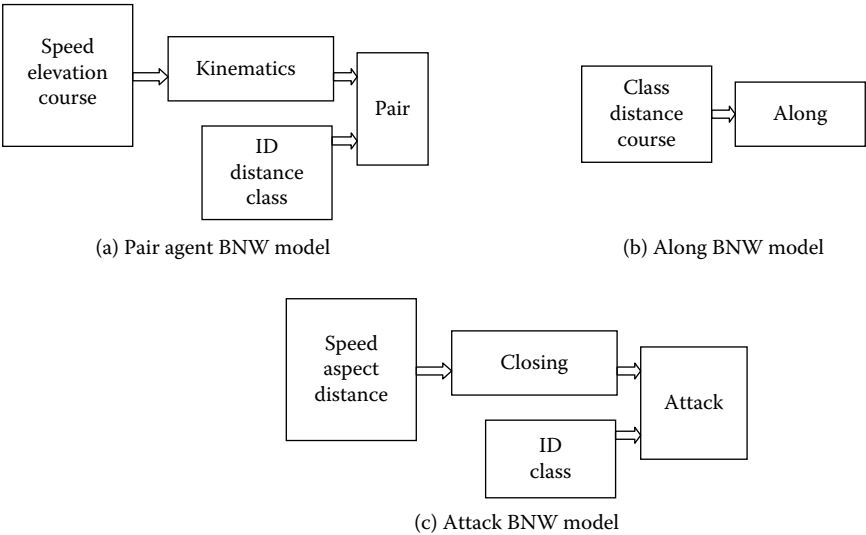 Speed
elevation
course
Kinematics
Pair
ID
distance
class
(a) Pair agent BNW model
Class
distance
course
Along
(b) Along BNW model
Speed
aspect
distance
Closing
Attack
ID
class
(c) Attack BNW model